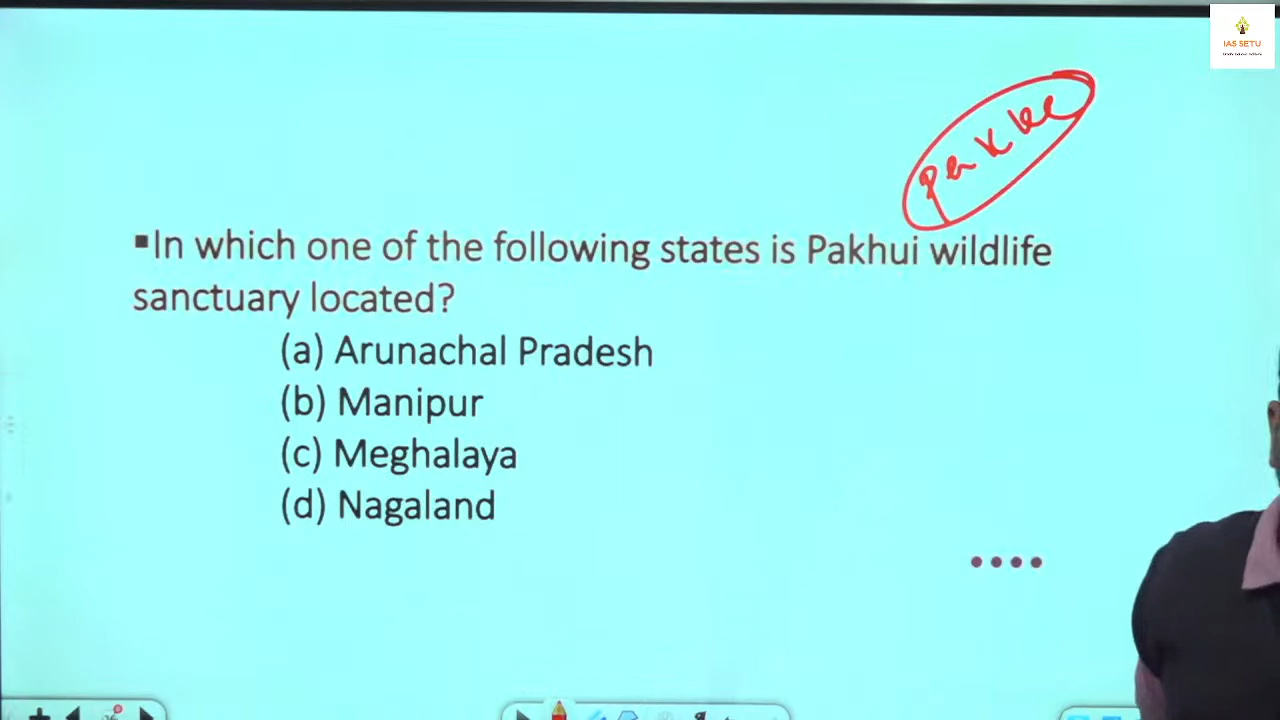 IAS SETU
pakke
▪In which one of the following states is Pakhui wildlife
sanctuary located?
(a) Arunachal Pradesh
(b) Manipur
(c) Meghalaya
(d) Nagaland